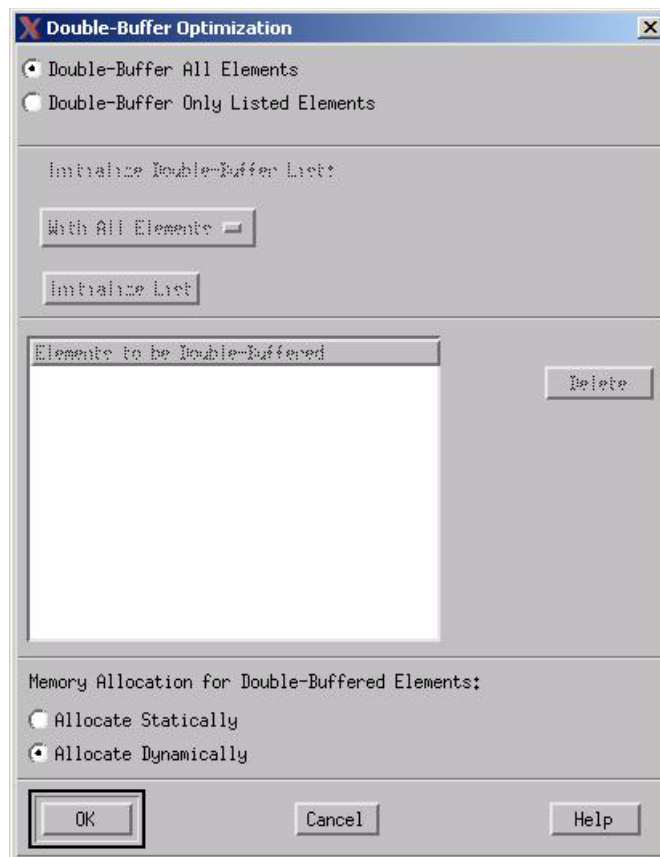 Double-Buffer Optimization
Double-Buffer All Elements
Double-Buffer Only Listed Elements
Initialize Double-Buffer List:
With All Elements
Initialize List
Elements to be Double-Buffered
Delete
Memory Allocation for Double-Buffered Elements:
Allocate Statically
Allocate Dynamically
OK Cancel Help